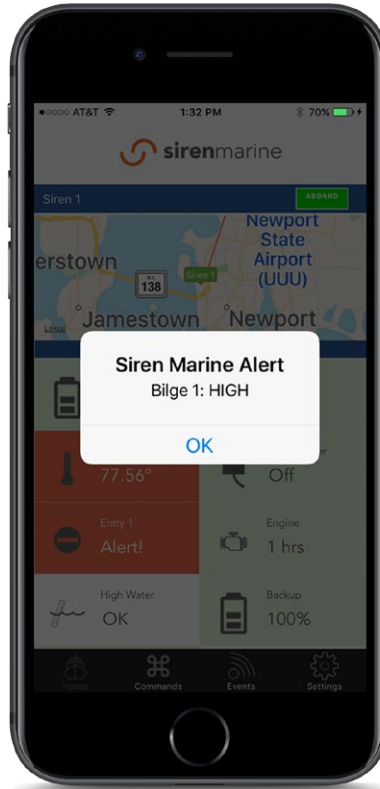 AT&T
1:32 PM
70%
sirenmarine
Siren 1
ABOARD
Newport
State
Airport
(UUU)
erstown
R.I.
138
Siren 1
Jamestown
Newport
Legal
Siren Marine Alert
Bilge 1: HIGH
OK
77.56°
Off
Entry 1
Alert!
Engine
1 hrs
High Water
OK
Backup
100%
Home
Commands
Events
Settings